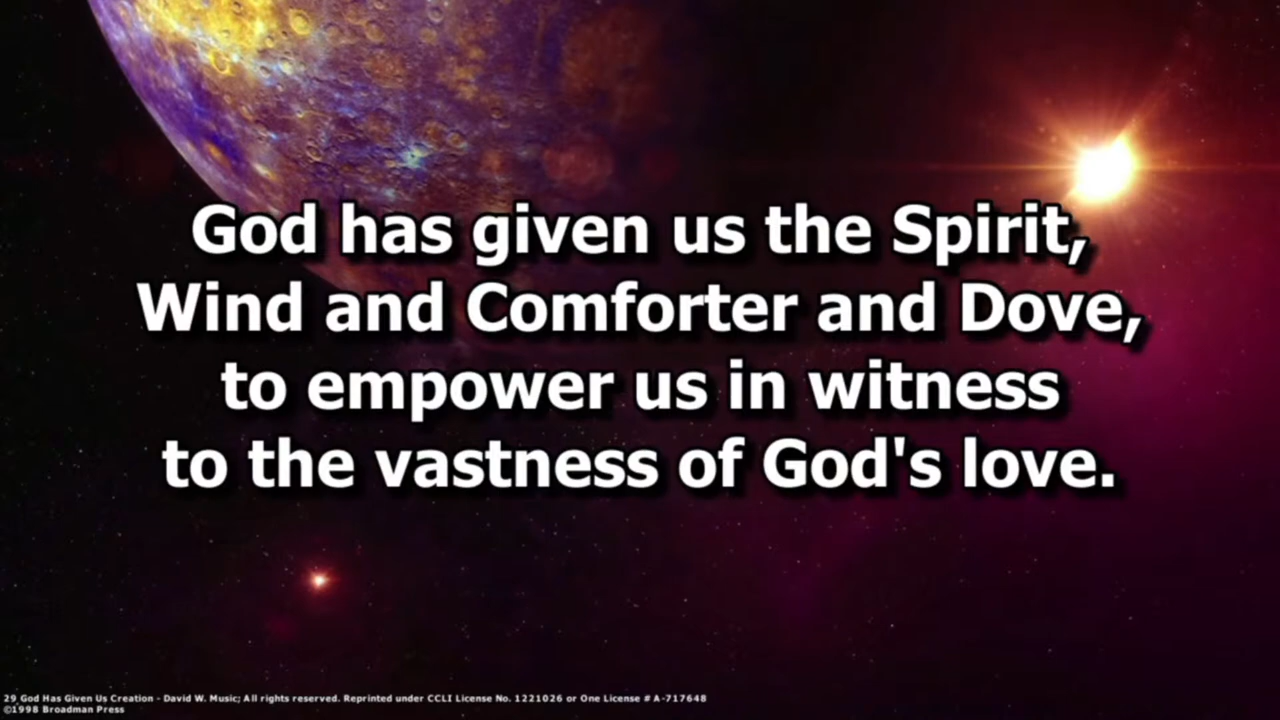 God has given us the Spirit,
Wind and Comforter and Dove,
to empower us in witness
to the vastness of God's love.
29 God Has Given Us Creation - David W. Music; All rights reserved. Reprinted under CCLI License No. 1221026 or One License # A-717648
©1998 Broadman Press